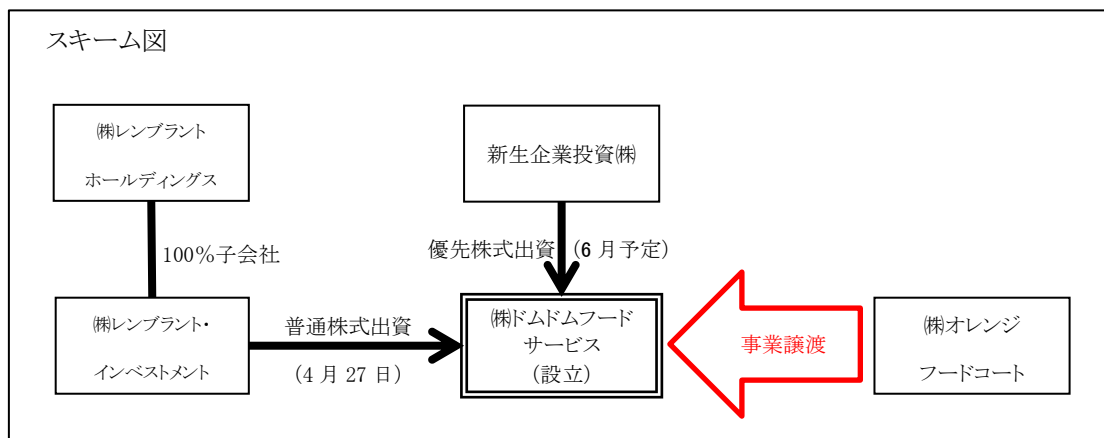 スキーム図
㈱レンブラント
ホールディングス
新生企業投資㈱
100%子会社
優先株式出資 (6月予定)
㈱レンブラント・
インベストメント
普通株式出資
(4月27日)
㈱ドムドムフード
サービス
(設立)
事業譲渡
㈱オレンジ
フードコート